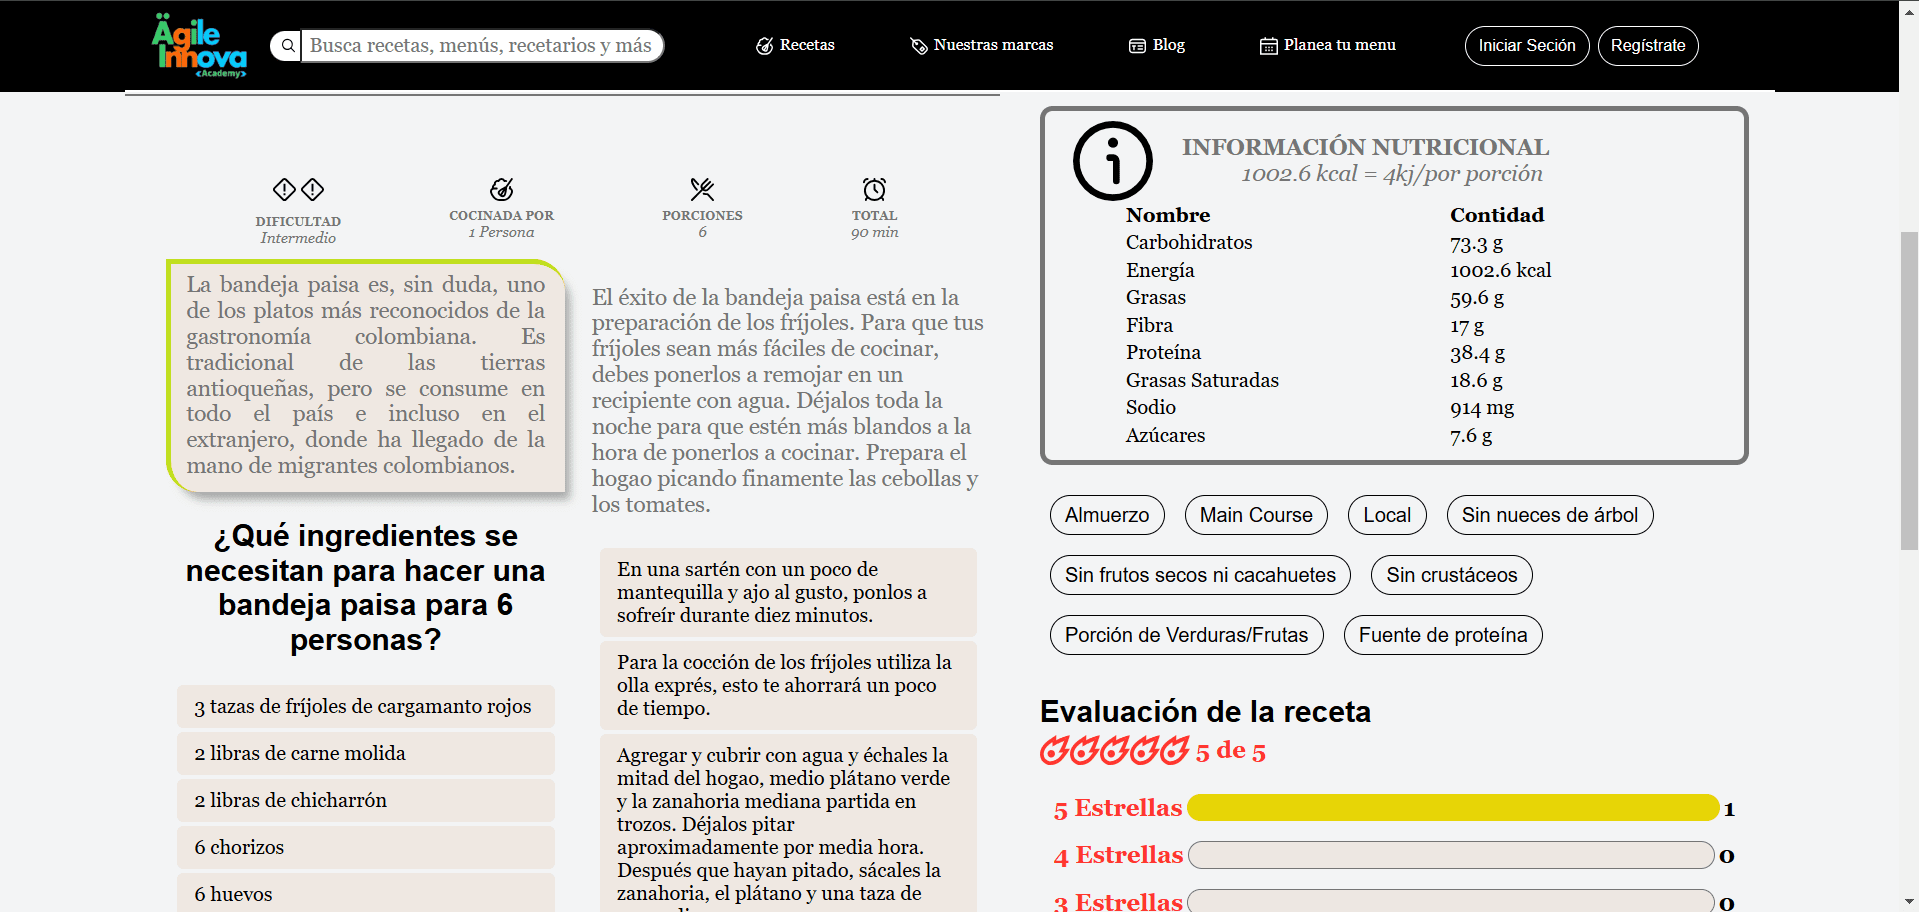 Ägile
Innova
<Academy>
Busca recetas, menús, recetarios y más
Recetas
Nuestras marcas
Blog
Planea tu menu
Iniciar Seción
Regístrate
DIFICULTAD
Intermedio
COCINADA POR
1 Persona
PORCIONES
6
TOTAL
90 min
La bandeja paisa es, sin duda, uno
de los platos más reconocidos de la
gastronomía colombiana. Es
tradicional de las tierras
antioqueñas, pero se consume en
todo el país e incluso en el
extranjero, donde ha llegado de la
mano de migrantes colombianos.
¿Qué ingredientes se
necesitan para hacer una
bandeja paisa para 6
personas?
3 tazas de fríjoles de cargamanto rojos
2 libras de carne molida
2 libras de chicharrón
6 chorizos
6 huevos
El éxito de la bandeja paisa está en la
preparación de los fríjoles. Para que tus
fríjoles sean más fáciles de cocinar,
debes ponerlos a remojar en un
recipiente con agua. Déjalos toda la
noche para que estén más blandos a la
hora de ponerlos a cocinar. Prepara el
hogao picando finamente las cebollas y
los tomates.
En una sartén con un poco de
mantequilla y ajo al gusto, ponlos a
sofreír durante diez minutos.
Para la cocción de los fríjoles utiliza la
olla exprés, esto te ahorrará un poco
de tiempo.
Agregar y cubrir con agua y échales la
mitad del hogao, medio plátano verde
y la zanahoria mediana partida en
trozos. Déjalos pitar
aproximadamente por media hora.
Después que hayan pitado, sácales la
zanahoria, el plátano y una taza de
INFORMACIÓN NUTRICIONAL
1002.6 kcal = 4kj/por porción
Nombre Contidad
Carbohidratos 73.3 g
Energía 1002.6 kcal
Grasas 59.6 g
Fibra 17 g
Proteína 38.4 g
Grasas Saturadas 18.6 g
Sodio 914 mg
Azúcares 7.6 g
Almuerzo
Main Course
Local
Sin nueces de árbol
Sin frutos secos ni cacahuetes
Sin crustáceos
Porción de Verduras/Frutas
Fuente de proteína
Evaluación de la receta
5 de 5
5 Estrellas 1
4 Estrellas 0
3 Estrellas 0